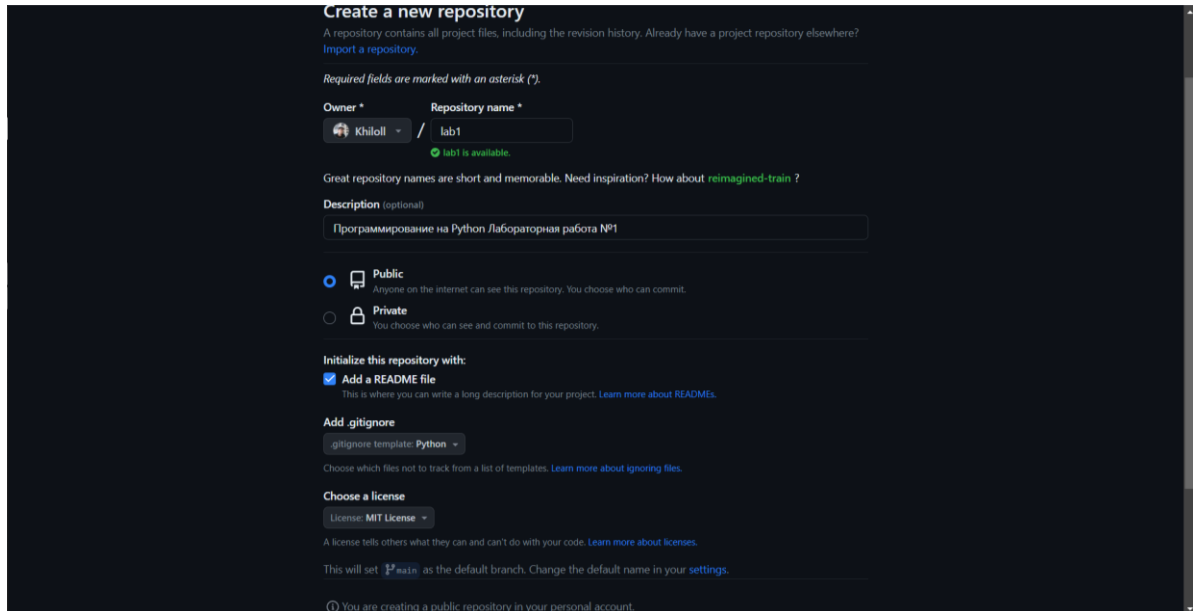 Create a new repository
A repository contains all project files, including the revision history. Already have a project repository elsewhere?
Import a repository.
Required fields are marked with an asterisk (*).
Owner * Repository name *
Khiloll / lab1
lab1 is available.
Great repository names are short and memorable. Need inspiration? How about reimagined-train ?
Description (optional)
Программирование на Python Лабораторная работа №1
Public
Anyone on the internet can see this repository. You choose who can commit.
Private
You choose who can see and commit to this repository.
Initialize this repository with:
Add a README file
This is where you can write a long description for your project. Learn more about READMEs.
Add .gitignore
.gitignore template: Python
Choose which files not to track from a list of templates. Learn more about ignoring files.
Choose a license
License: MIT License
A license tells others what they can and can't do with your code. Learn more about licenses.
This will set main as the default branch. Change the default name in your settings.
You are creating a public repository in your personal account.